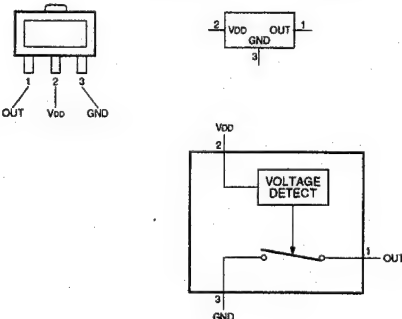 1 2 3
OUT VDD GND
2 VDD OUT 1
GND
3
VDD
2
VOLTAGE
DETECT
1 OUT
3
GND